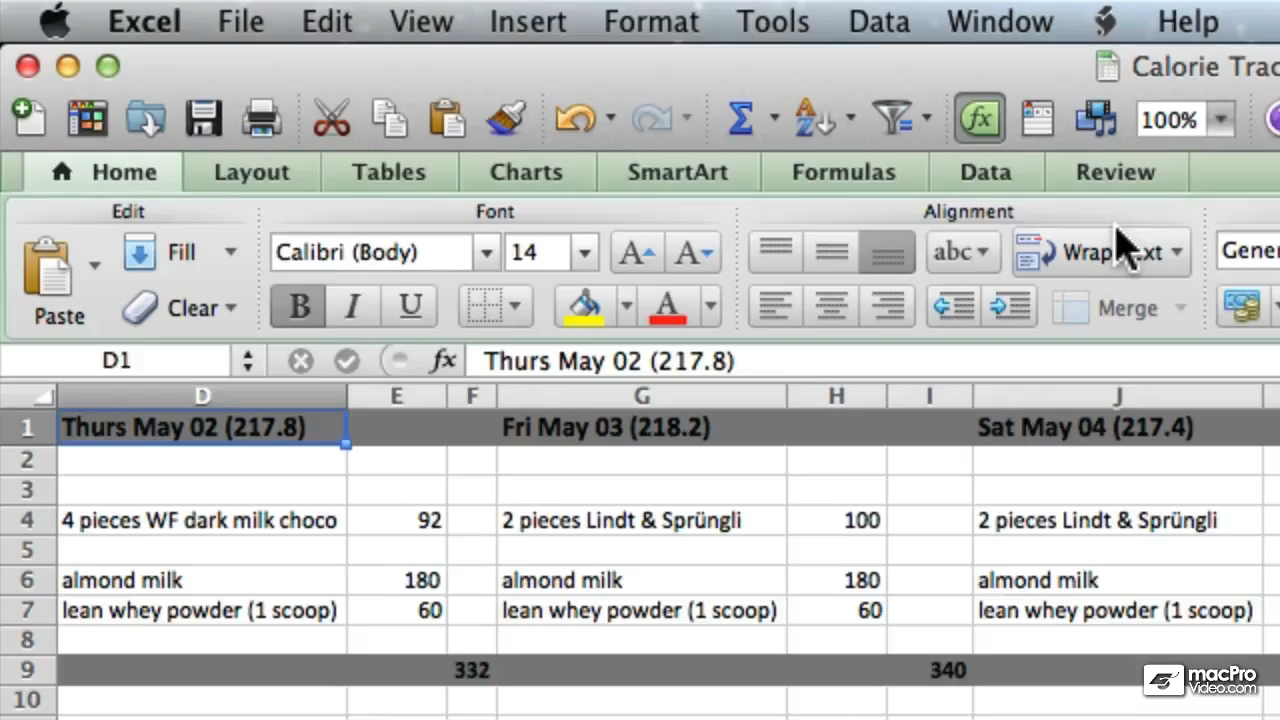 Excel File Edit View Insert Format Tools Data Window Help
Calorie Trac
100%
Home Layout Tables Charts SmartArt Formulas Data Review
Edit Font Alignment
Fill Calibri (Body) 14 A A abc Wrap Text Gener
Paste Clear B I U A Merge
D1 fx Thurs May 02 (217.8)
D E F G H I J
1 Thurs May 02 (217.8) Fri May 03 (218.2) Sat May 04 (217.4)
2
3
4 4 pieces WF dark milk choco 92 2 pieces Lindt & Sprüngli 100 2 pieces Lindt & Sprüngli
5
6 almond milk 180 almond milk 180 almond milk
7 lean whey powder (1 scoop) 60 lean whey powder (1 scoop) 60 lean whey powder (1 scoop)
8
9 332 340
10
macPro
Video.com